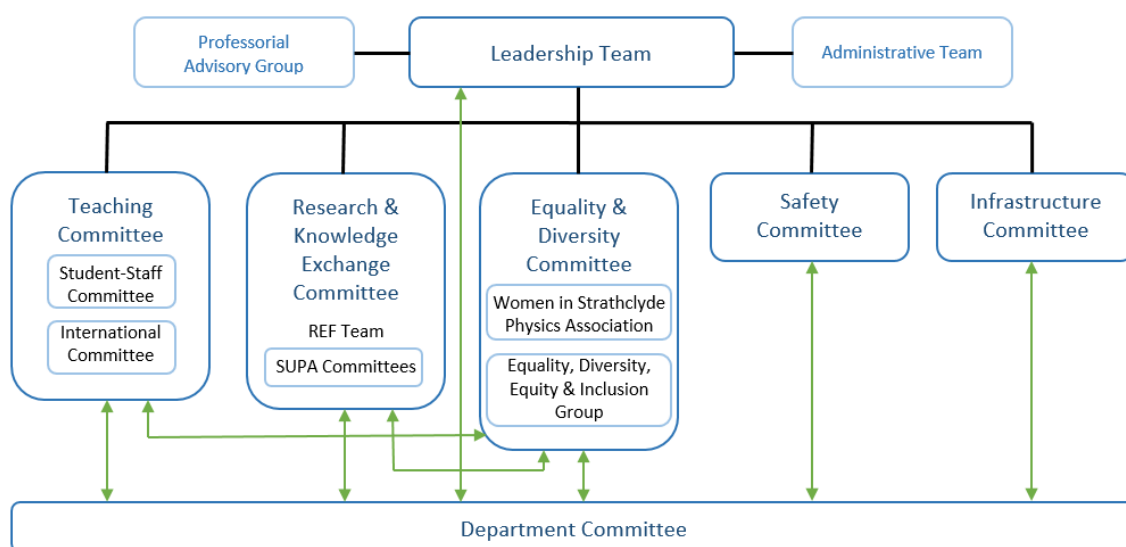 Professorial
Advisory Group
Leadership Team
Administrative Team
Teaching
Committee
Student-Staff
Committee
International
Committee
Research &
Knowledge
Exchange
Committee
REF Team
SUPA Committees
Equality &
Diversity
Committee
Women in Strathclyde
Physics Association
Equality, Diversity,
Equity & Inclusion
Group
Safety
Committee
Infrastructure
Committee
Department Committee